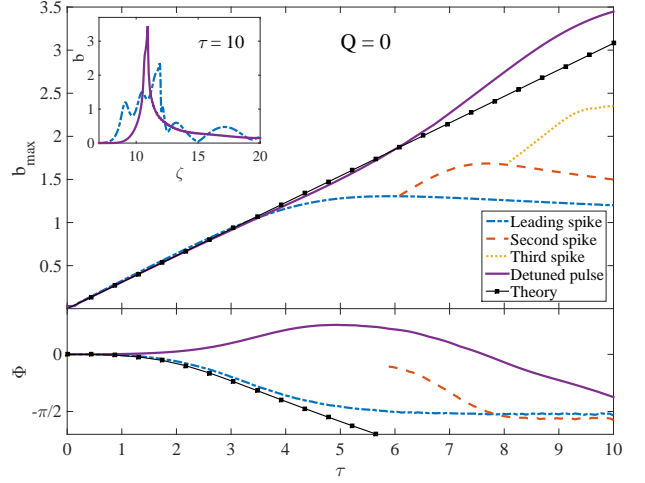 3.5
3
2.5
2
1.5
1
0.5
b_max
Q = 0
τ = 10
3
2
1
0
b
10
15
20
ζ
Leading spike
Second spike
Third spike
Detuned pulse
Theory
0
-π/2
Φ
0 1 2 3 4 5 6 7 8 9 10
τ